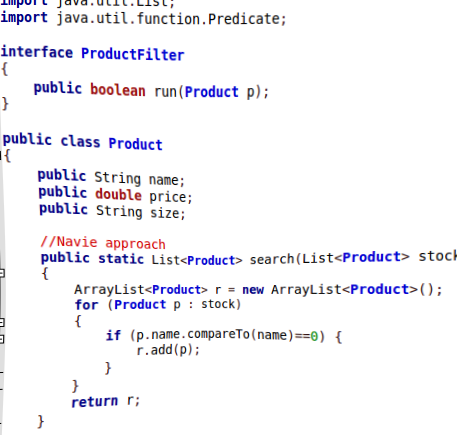 import java.util.List;
import java.util.function.Predicate;
interface ProductFilter
{
public boolean run(Product p);
}
public class Product
{
public String name;
public double price;
public String size;
//Navie approach
public static List<Product> search(List<Product> stock
{
ArrayList<Product> r = new ArrayList<Product>();
for (Product p : stock)
{
if (p.name.compareTo(name)==0) {
r.add(p);
}
}
return r;
}